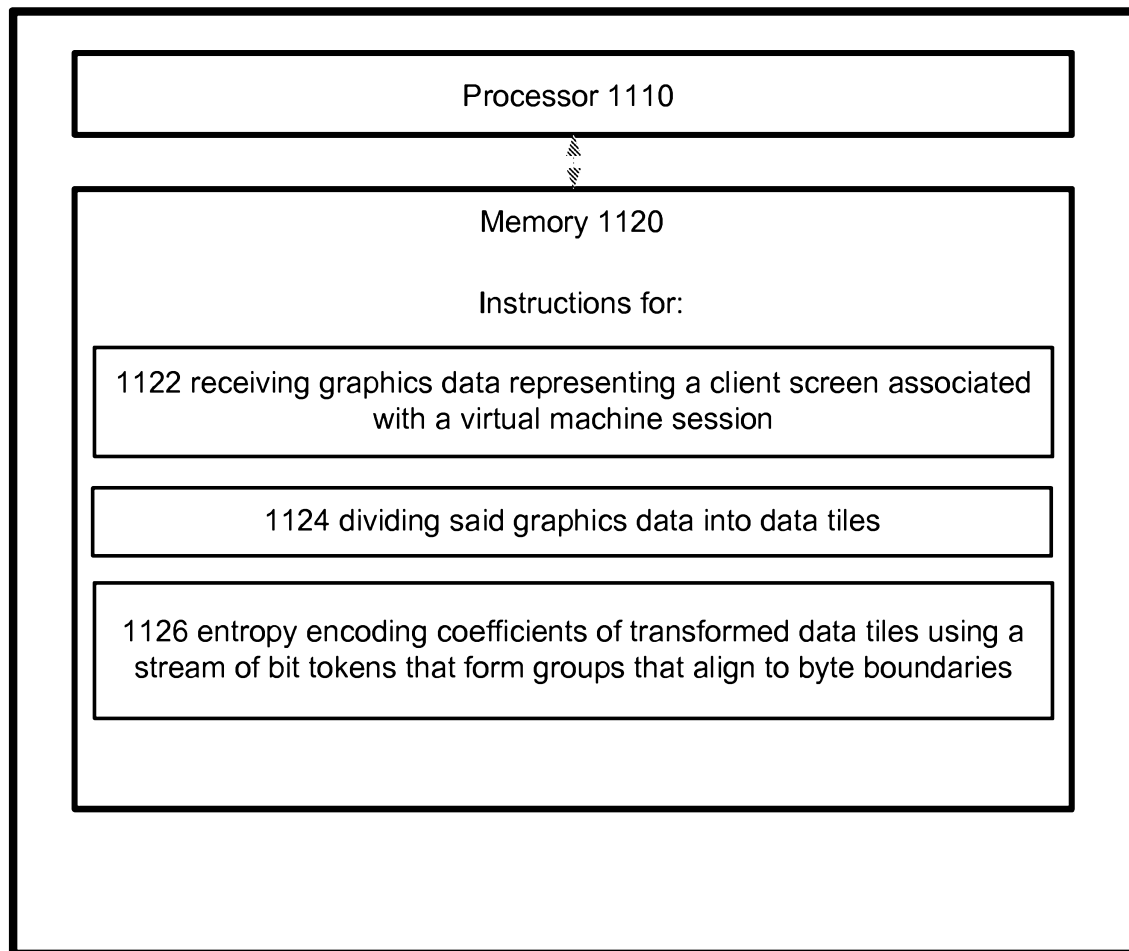 Processor 1110
Memory 1120
Instructions for:
1122 receiving graphics data representing a client screen associated
with a virtual machine session
1124 dividing said graphics data into data tiles
1126 entropy encoding coefficients of transformed data tiles using a
stream of bit tokens that form groups that align to byte boundaries